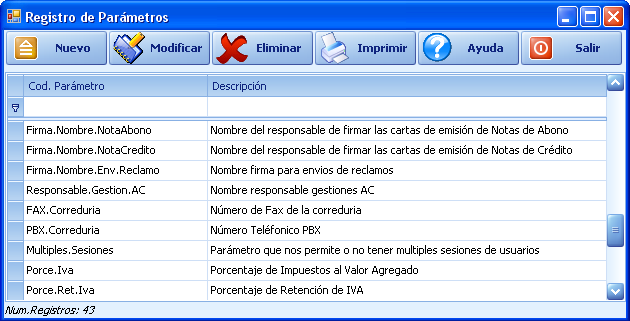 Registro de Parámetros
Nuevo Modificar Eliminar Imprimir Ayuda Salir
Cod. Parámetro Descripción
Firma.Nombre.NotaAbono Nombre del responsable de firmar las cartas de emisión de Notas de Abono
Firma.Nombre.NotaCredito Nombre del responsable de firmar las cartas de emisión de Notas de Crédito
Firma.Nombre.Env.Reclamo Nombre firma para envios de reclamos
Responsable.Gestion.AC Nombre responsable gestiones AC
FAX.Correduria Número de Fax de la correduria
PBX.Correduria Número Teléfonico PBX
Multiples.Sesiones Parámetro que nos permite o no tener multiples sesiones de usuarios
Porce.Iva Porcentaje de Impuestos al Valor Agregado
Porce.Ret.Iva Porcentaje de Retención de IVA
Num.Registros: 43